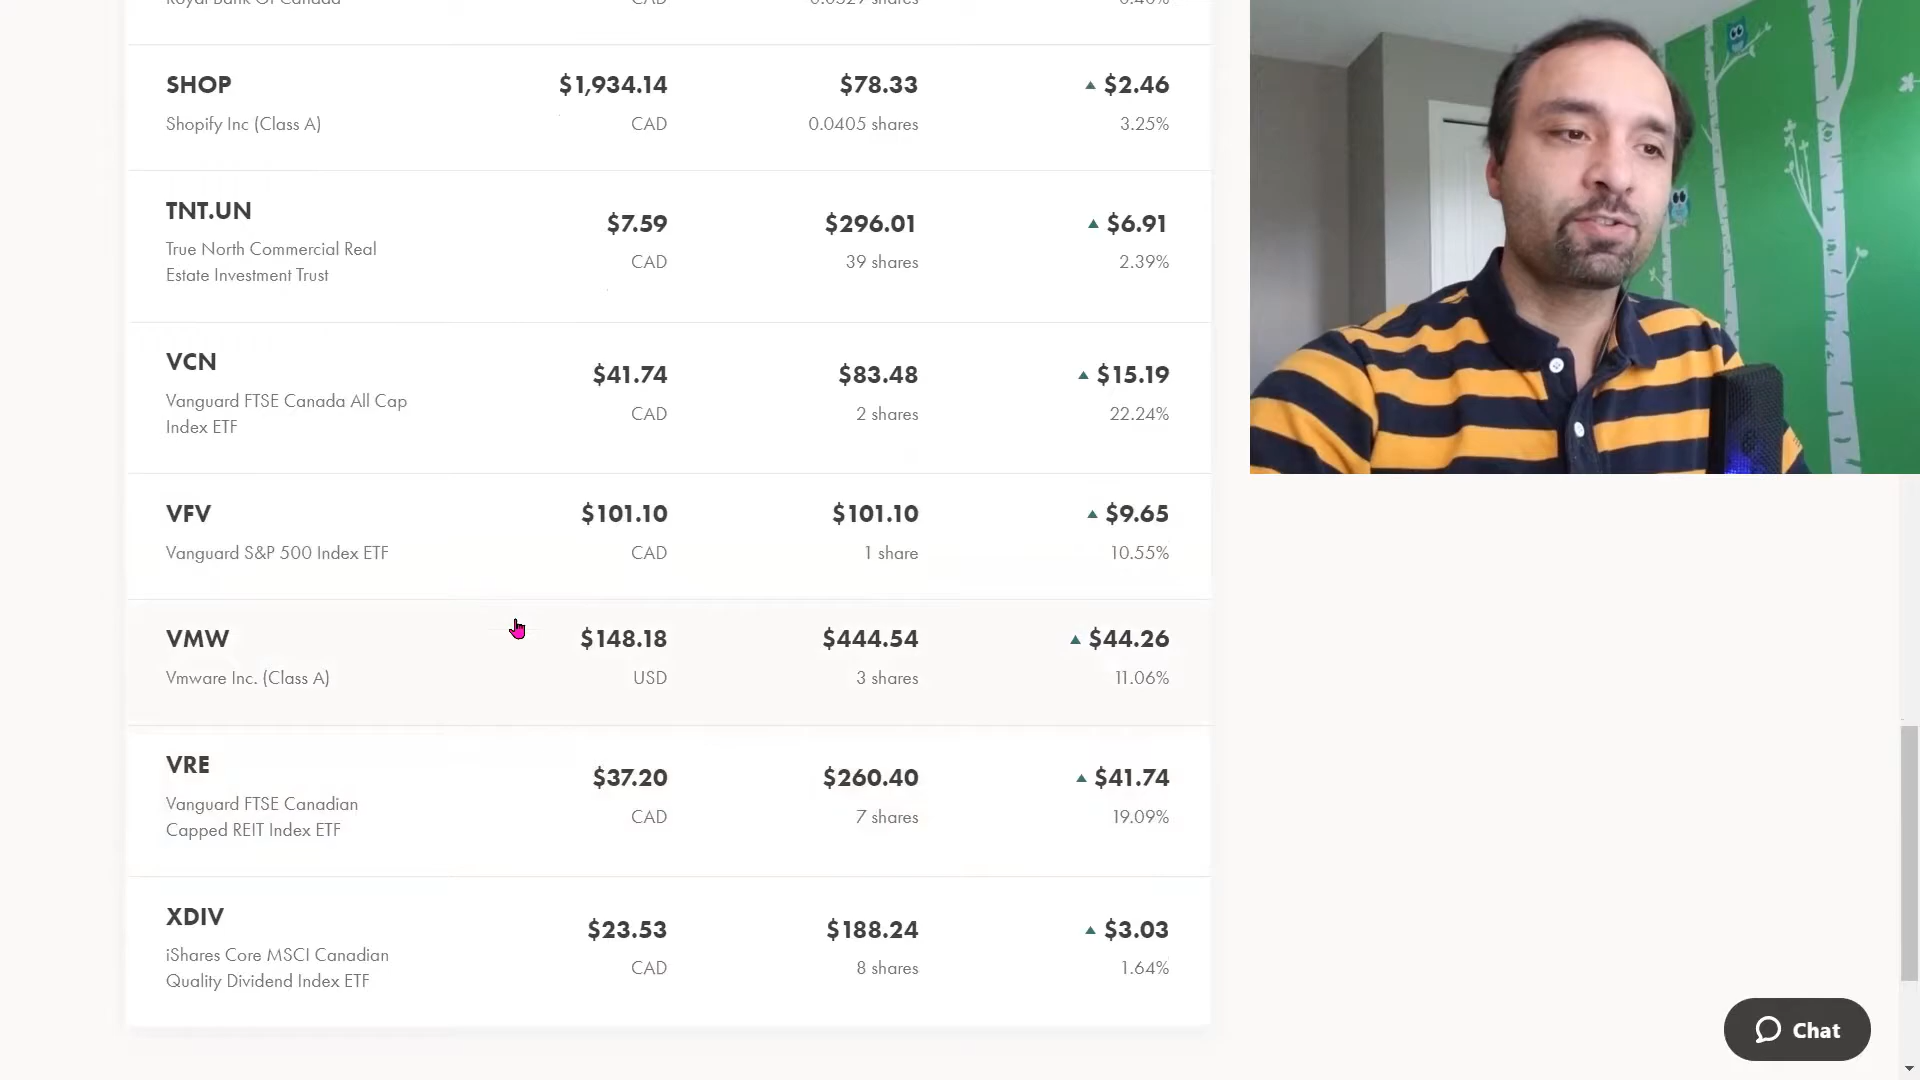 SHOP
$1,934.14
$78.33
$2.46
Shopify Inc (Class A)
CAD
0.0405 shares
3.25%
TNT.UN
$7.59
$296.01
$6.91
True North Commercial Real
Estate Investment Trust
CAD
39 shares
2.39%
VCN
$41.74
$83.48
$15.19
Vanguard FTSE Canada All Cap
Index ETF
CAD
2 shares
22.24%
VFV
$101.10
$101.10
$9.65
Vanguard S&P 500 Index ETF
CAD
1 share
10.55%
VMW
$148.18
$444.54
$44.26
Vmware Inc. (Class A)
USD
3 shares
11.06%
VRE
$37.20
$260.40
$41.74
Vanguard FTSE Canadian
Capped REIT Index ETF
CAD
7 shares
19.09%
XDIV
$23.53
$188.24
$3.03
iShares Core MSCI Canadian
Quality Dividend Index ETF
CAD
8 shares
1.64%
Chat